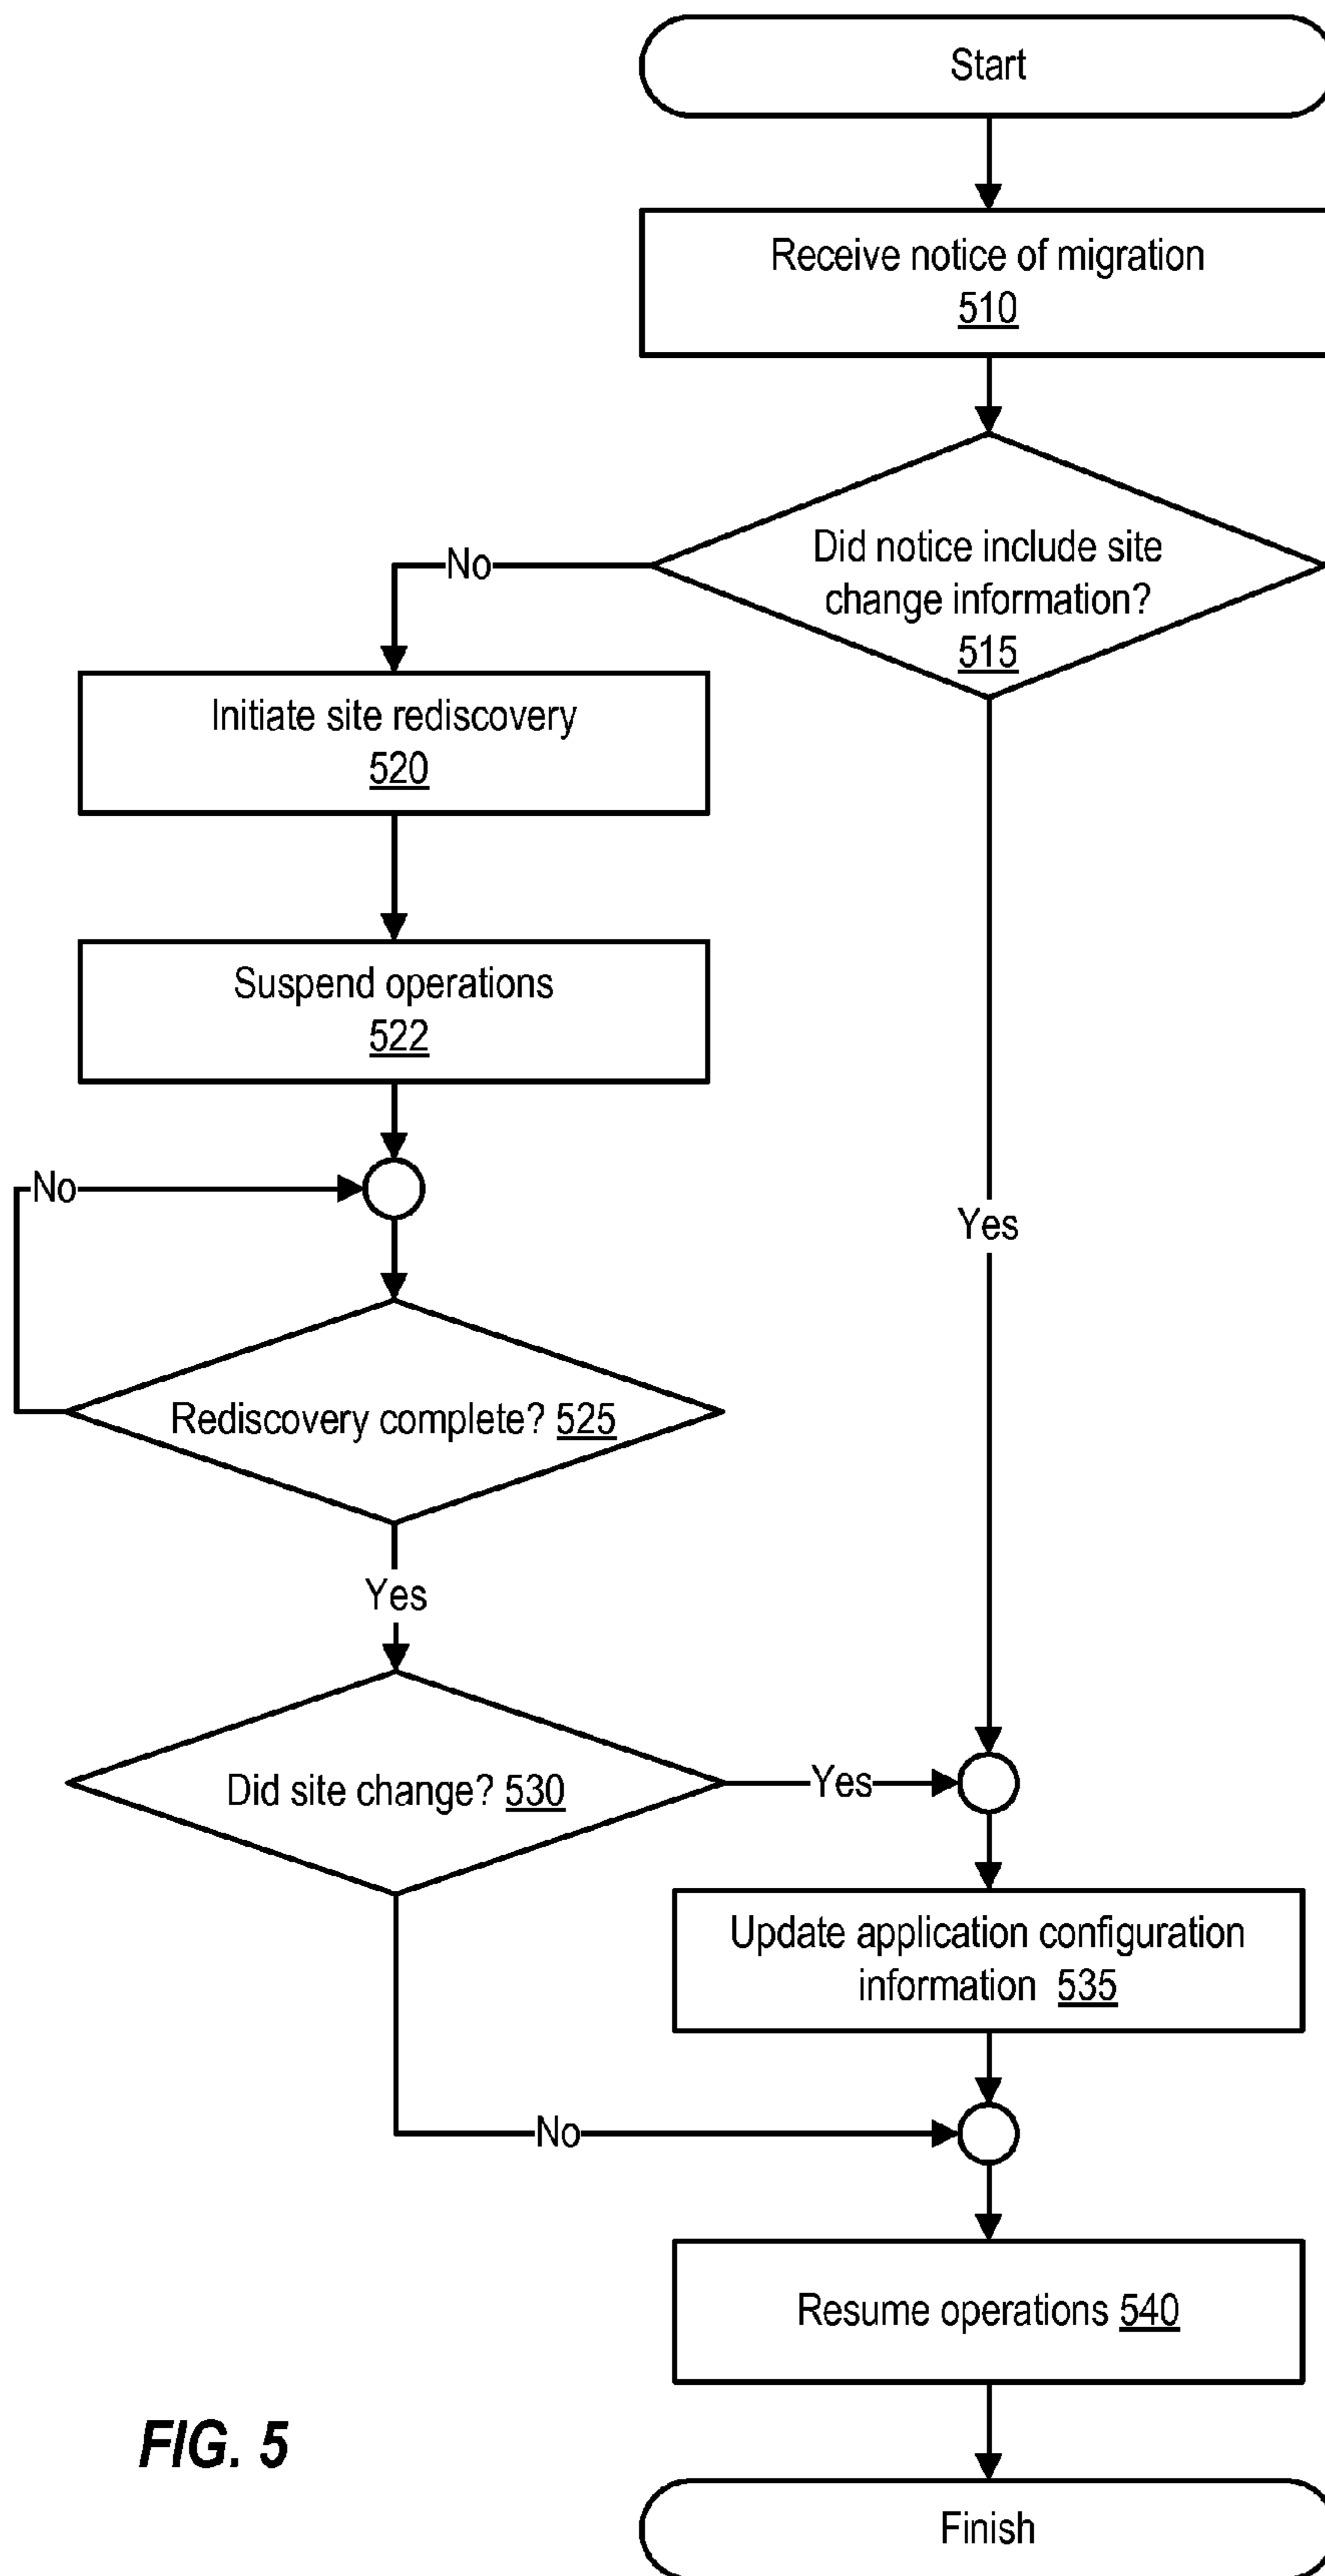 Start
Receive notice of migration
510
Did notice include site
change information?
515
No
Initiate site rediscovery
520
Suspend operations
522
No
Yes
Rediscovery complete? 525
Yes
Did site change? 530
Yes
Update application configuration
information 535
No
Resume operations 540
FIG. 5
Finish